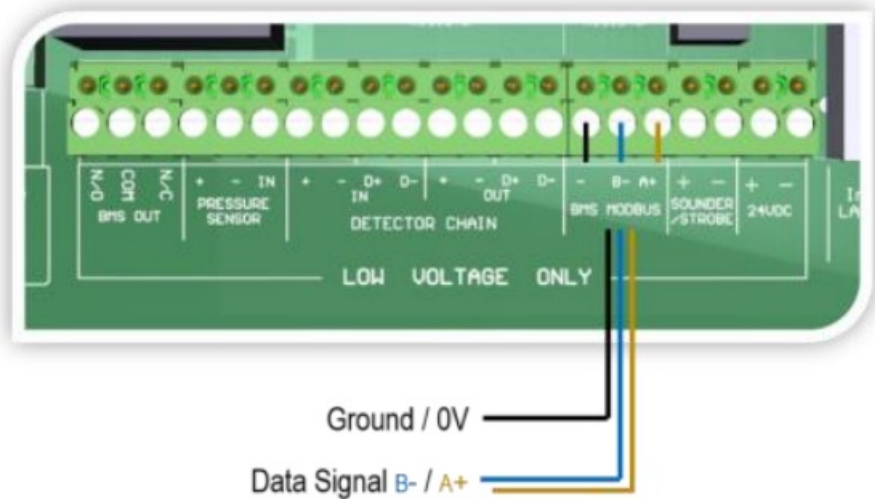 N/O COM N/C + - IN + - D+ D- + - D+ D- - B- A+ + - + -
BMS OUT PRESSURE SENSOR IN OUT BMS MODBUS SOUNDER /STROBE 24VDC
DETECTOR CHAIN
LOW VOLTAGE ONLY
Ground / 0V
Data Signal B- / A+